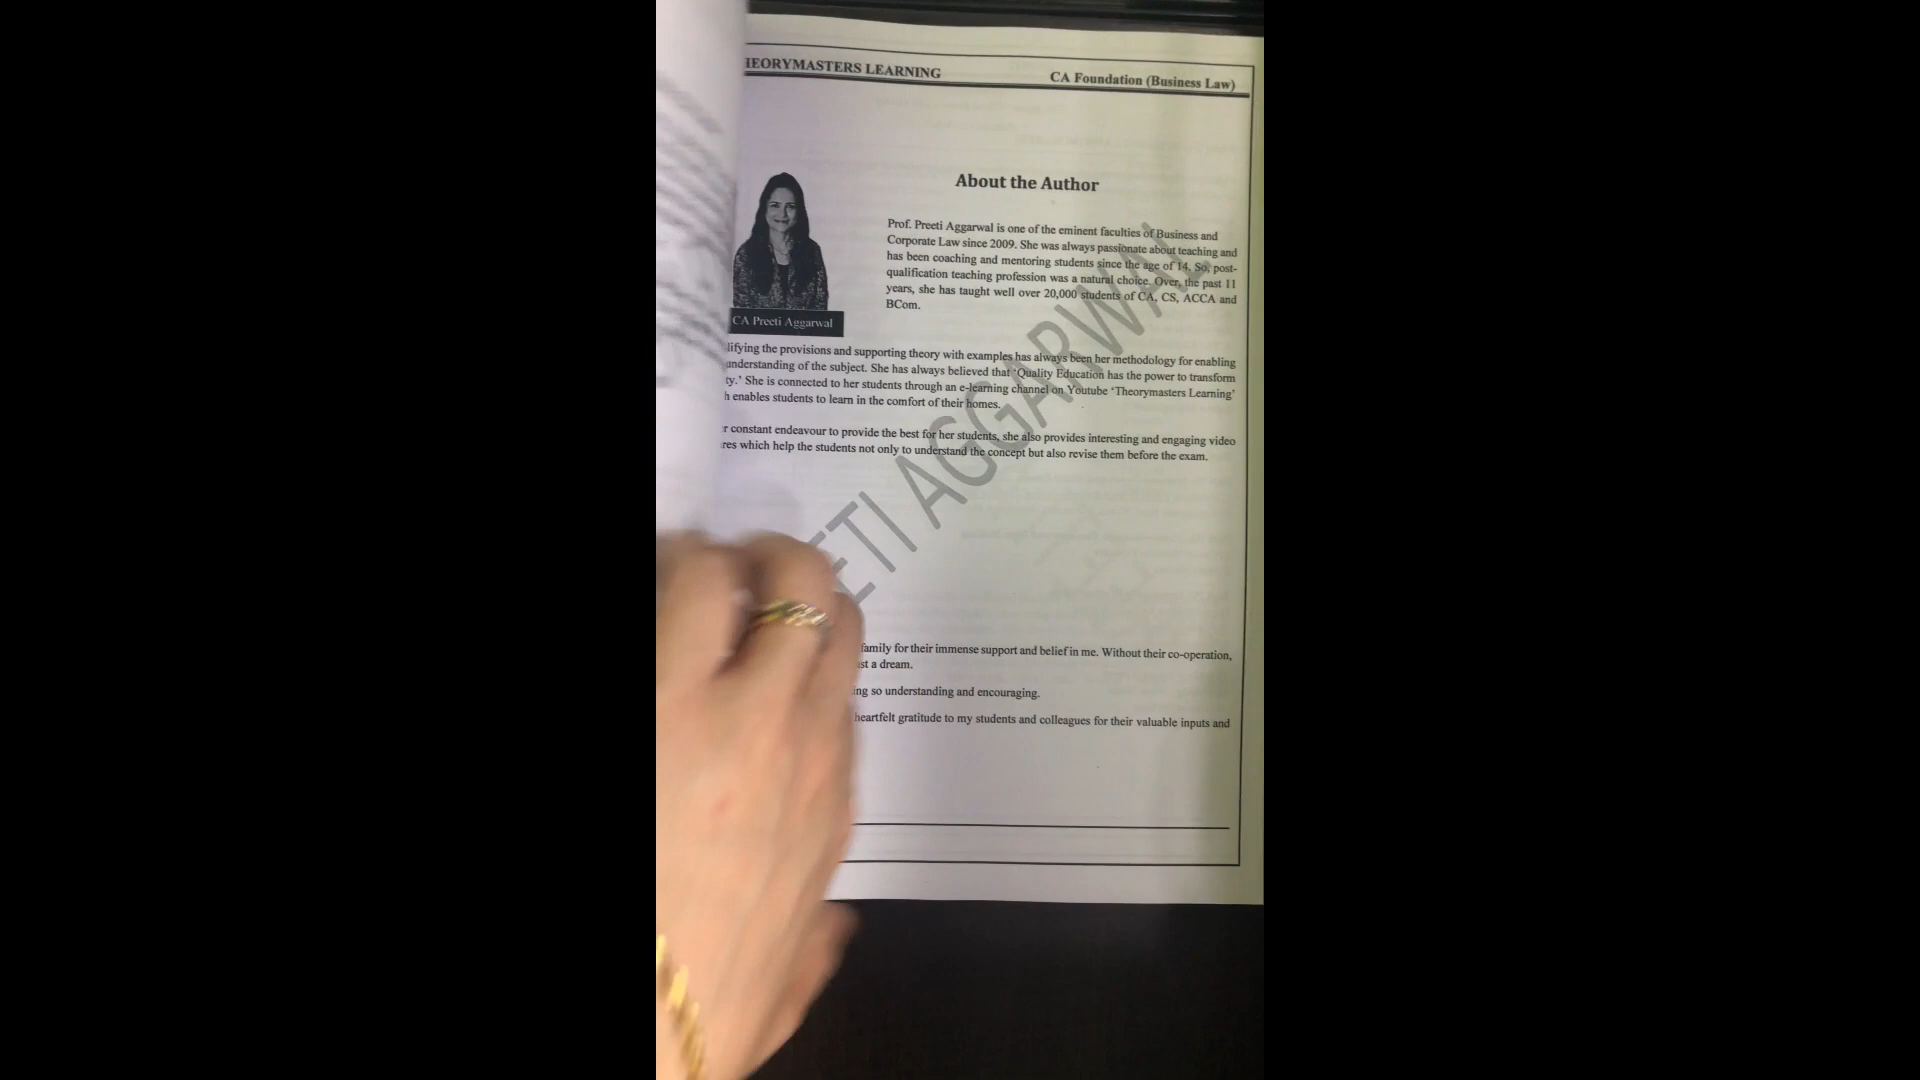 HEORYMASTERS LEARNING
CA Foundation (Business Law)
About the Author
Prof. Preeti Aggarwal is one of the eminent faculties of Business and
Corporate Law since 2009. She was always passionate about teaching and
has been coaching and mentoring students since the age of 14. So, post-
qualification teaching profession was a natural choice. Over, the past 11
years, she has taught well over 20,000 students of CA, CS, ACCA and
BCom.
CA Preeti Aggarwal
lifying the provisions and supporting theory with examples has always been her methodology for enabling
understanding of the subject. She has always believed that ‘Quality Education has the power to transform
ty.’ She is connected to her students through an e-learning channel on Youtube ‘Theorymasters Learning’
h enables students to learn in the comfort of their homes.
r constant endeavour to provide the best for her students, she also provides interesting and engaging video
res which help the students not only to understand the concept but also revise them before the exam.
ETI AGGARWAL
family for their immense support and belief in me. Without their co-operation,
st a dream.
ing so understanding and encouraging.
heartfelt gratitude to my students and colleagues for their valuable inputs and